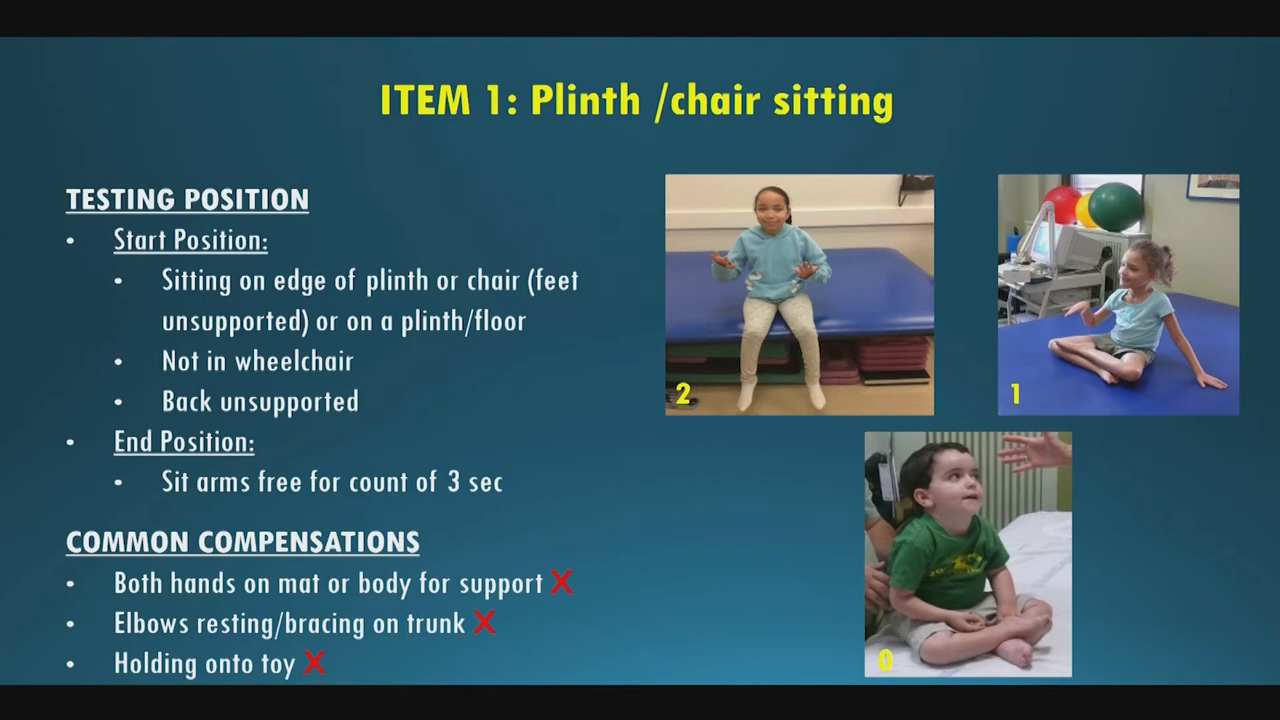 ITEM 1: Plinth /chair sitting
TESTING POSITION
• Start Position:
• Sitting on edge of plinth or chair (feet
unsupported) or on a plinth/floor
• Not in wheelchair
• Back unsupported
• End Position:
• Sit arms free for count of 3 sec
COMMON COMPENSATIONS
• Both hands on mat or body for support X
• Elbows resting/bracing on trunk X
• Holding onto toy X
2
1
0